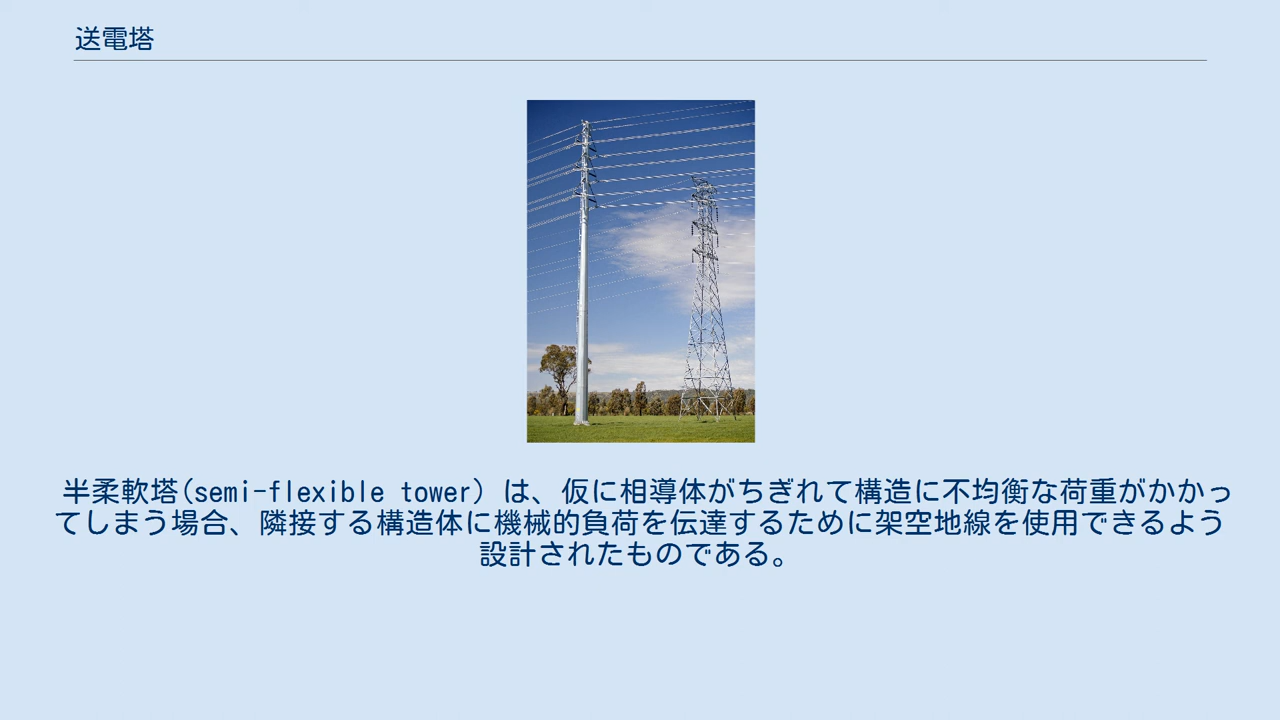 送電塔
半柔軟塔(semi-flexible tower) は、仮に相導体がちぎれて構造に不均衡な荷重がかかっ
てしまう場合、隣接する構造体に機械的負荷を伝達するために架空地線を使用できるよう
設計されたものである。